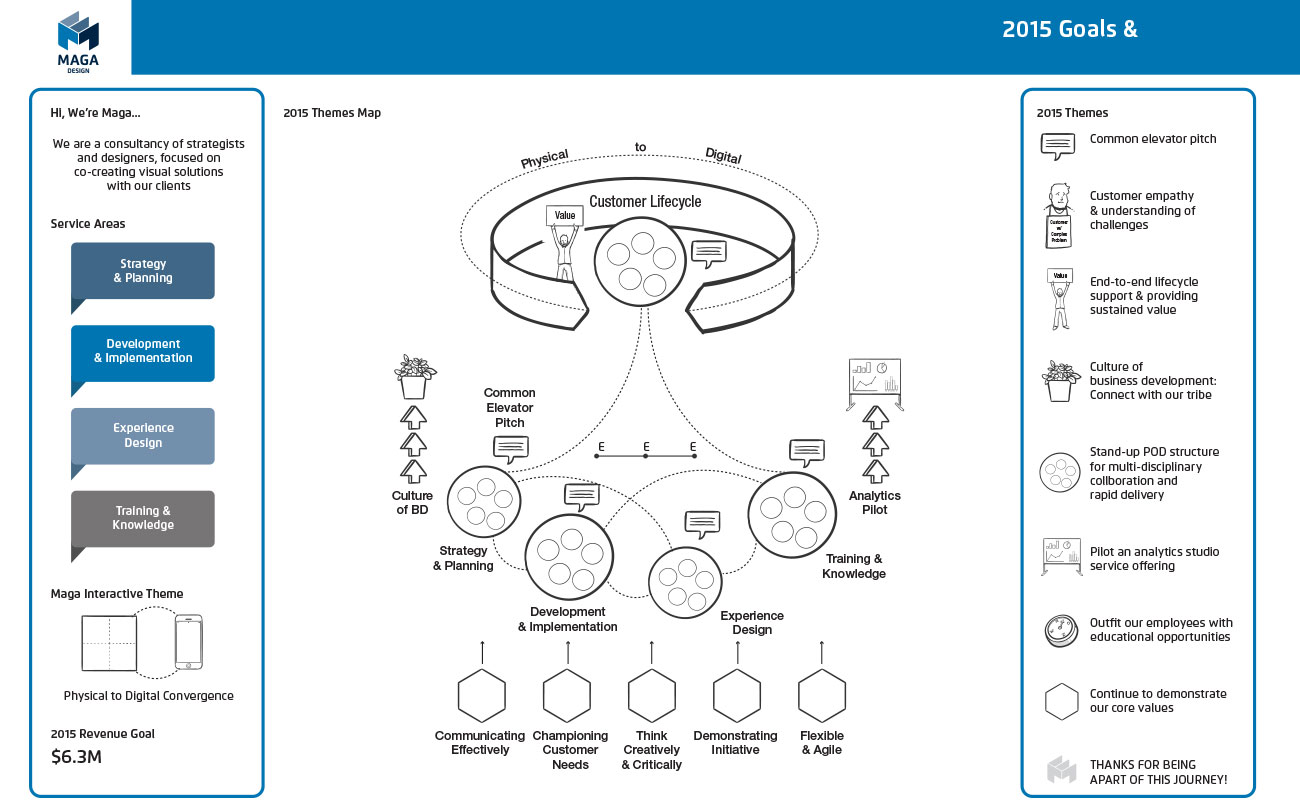 MAGA
DESIGN
2015 Goals &
HI, We're Maga...
We are a consultancy of strategists
and designers, focused on
co-creating visual solutions
with our clients
Service Areas
Strategy
& Planning
Development
& Implementation
Experience
Design
Training &
Knowledge
Maga Interactive Theme
Physical to Digital Convergence
2015 Revenue Goal
$6.3M
2015 Themes Map
Physical
to
Digital
Customer Lifecycle
Value
Common
Elevator
Pitch
E
E
E
Culture
of BD
Analytics
Pilot
Strategy
& Planning
Development
& Implementation
Experience
Design
Training &
Knowledge
Communicating
Effectively
Championing
Customer
Needs
Think
Creatively
& Critically
Demonstrating
Initiative
Flexible
& Agile
2015 Themes
Common elevator pitch
Customer
w/
Complex
Problem
Customer empathy
& understanding of
challenges
Value
End-to-end lifecycle
support & providing
sustained value
Culture of
business development:
Connect with our tribe
Stand-up POD structure
for multi-disciplinary
collboration and
rapid delivery
Pilot an analytics studio
service offering
Outfit our employees with
educational opportunities
Continue to demonstrate
our core values
THANKS FOR BEING
APART OF THIS JOURNEY!